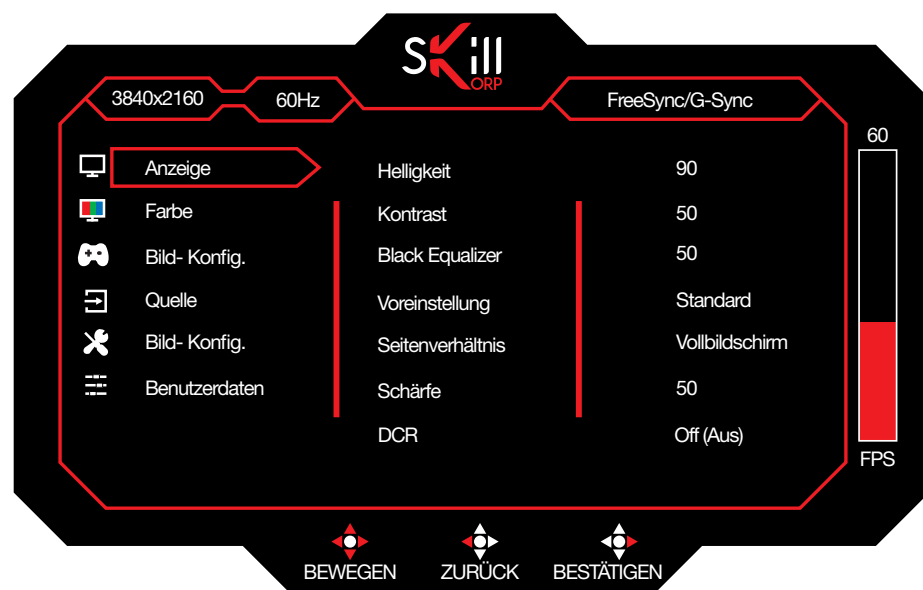 SKill
KORP
3840x2160 60Hz FreeSync/G-Sync
60
Anzeige Helligkeit 90
Farbe Kontrast 50
Bild- Konfig. Black Equalizer 50
Quelle Voreinstellung Standard
Bild- Konfig. Seitenverhältnis Vollbildschirm
Benutzerdaten Schärfe 50
DCR Off (Aus)
FPS
BEWEGEN ZURÜCK BESTÄTIGEN